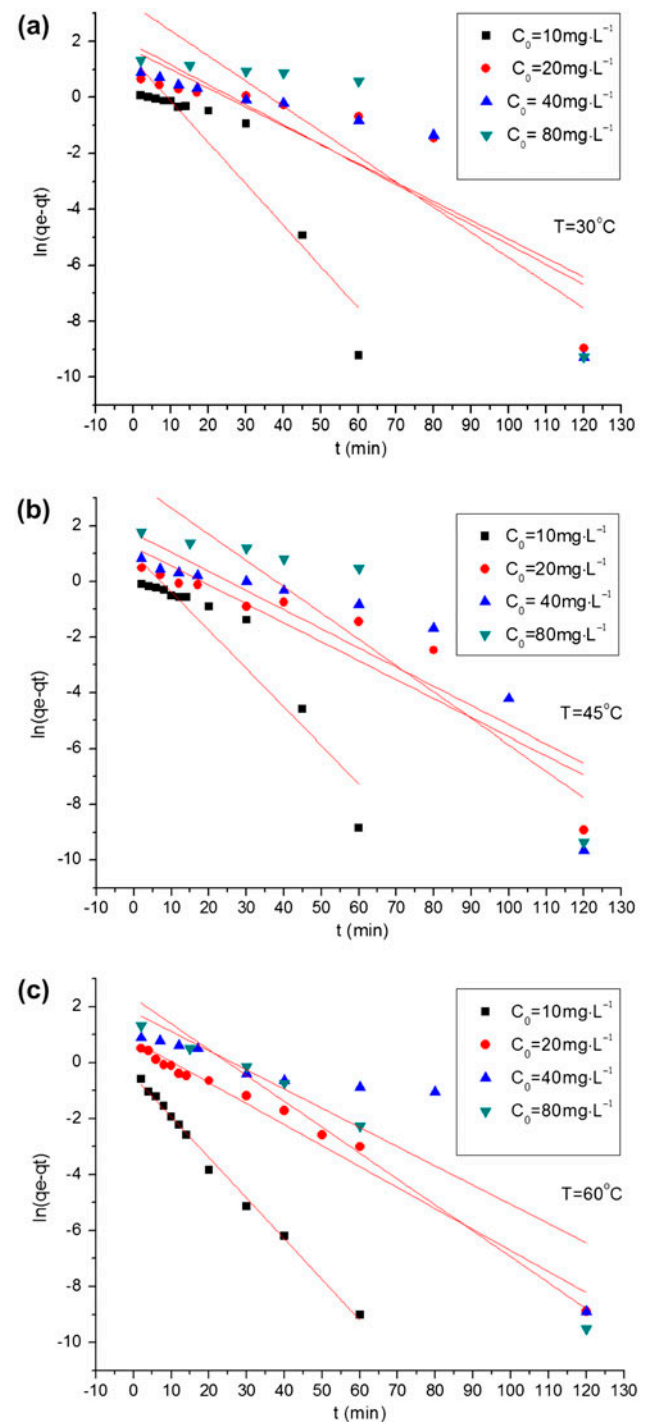 (a)
C₀=10mg·L⁻¹
C₀=20mg·L⁻¹
C₀= 40mg·L⁻¹
C₀= 80mg·L⁻¹
T=30°C
ln(qe-qt)
2
0
-2
-4
-6
-8
-10
-10 0 10 20 30 40 50 60 70 80 90 100 110 120 130
t (min)
(b)
C₀=10mg·L⁻¹
C₀=20mg·L⁻¹
C₀= 40mg·L⁻¹
C₀=80mg·L⁻¹
T=45°C
ln(qe-qt)
2
0
-2
-4
-6
-8
-10
-10 0 10 20 30 40 50 60 70 80 90 100 110 120 130
t (min)
(c)
C₀=10mg·L⁻¹
C₀=20mg·L⁻¹
C₀=40mg·L⁻¹
C₀=80mg·L⁻¹
T=60°C
ln(qe-qt)
2
0
-2
-4
-6
-8
-10
-10 0 10 20 30 40 50 60 70 80 90 100 110 120 130
t (min)